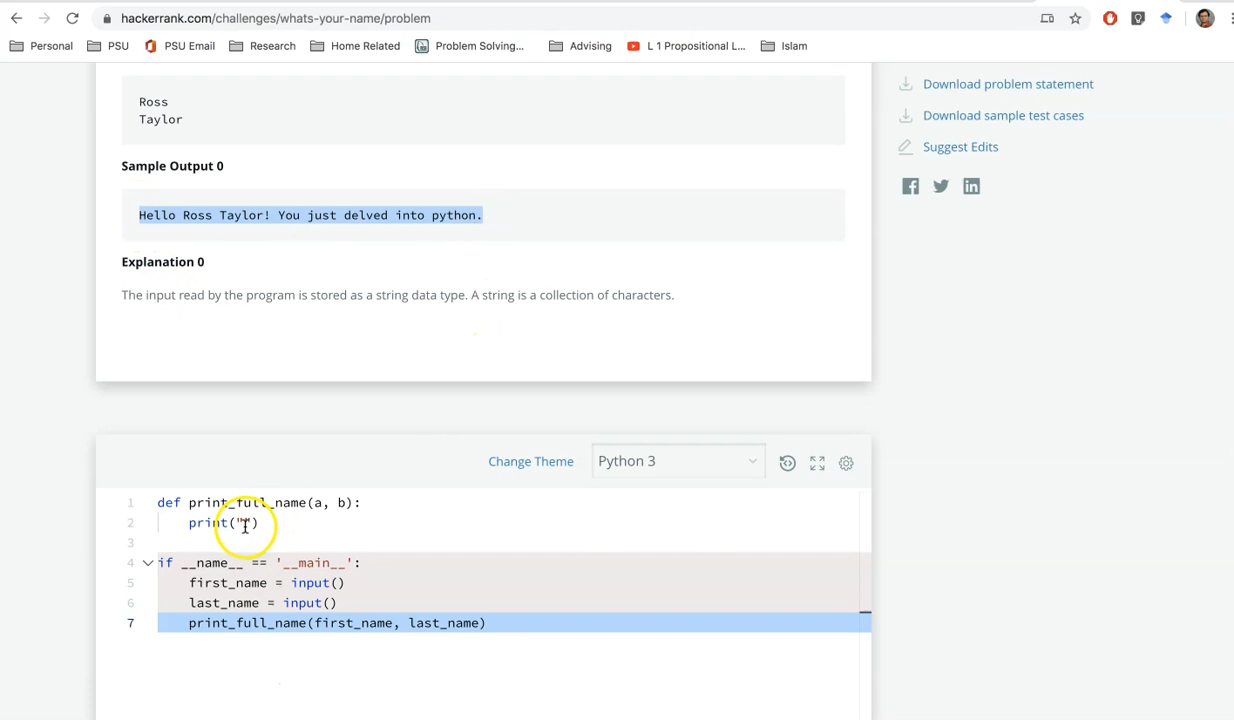 hackerrank.com/challenges/whats-your-name/problem
Personal PSU PSU Email Research Home Related Problem Solving... Advising L 1 Propositional L... Islam
Ross
Taylor
Download problem statement
Download sample test cases
Suggest Edits
Sample Output 0
Hello Ross Taylor! You just delved into python.
Explanation 0
The input read by the program is stored as a string data type. A string is a collection of characters.
Change Theme Python 3
1 def print_full_name(a, b):
2 print("")
3
4 if __name__ == '__main__':
5 first_name = input()
6 last_name = input()
7 print_full_name(first_name, last_name)